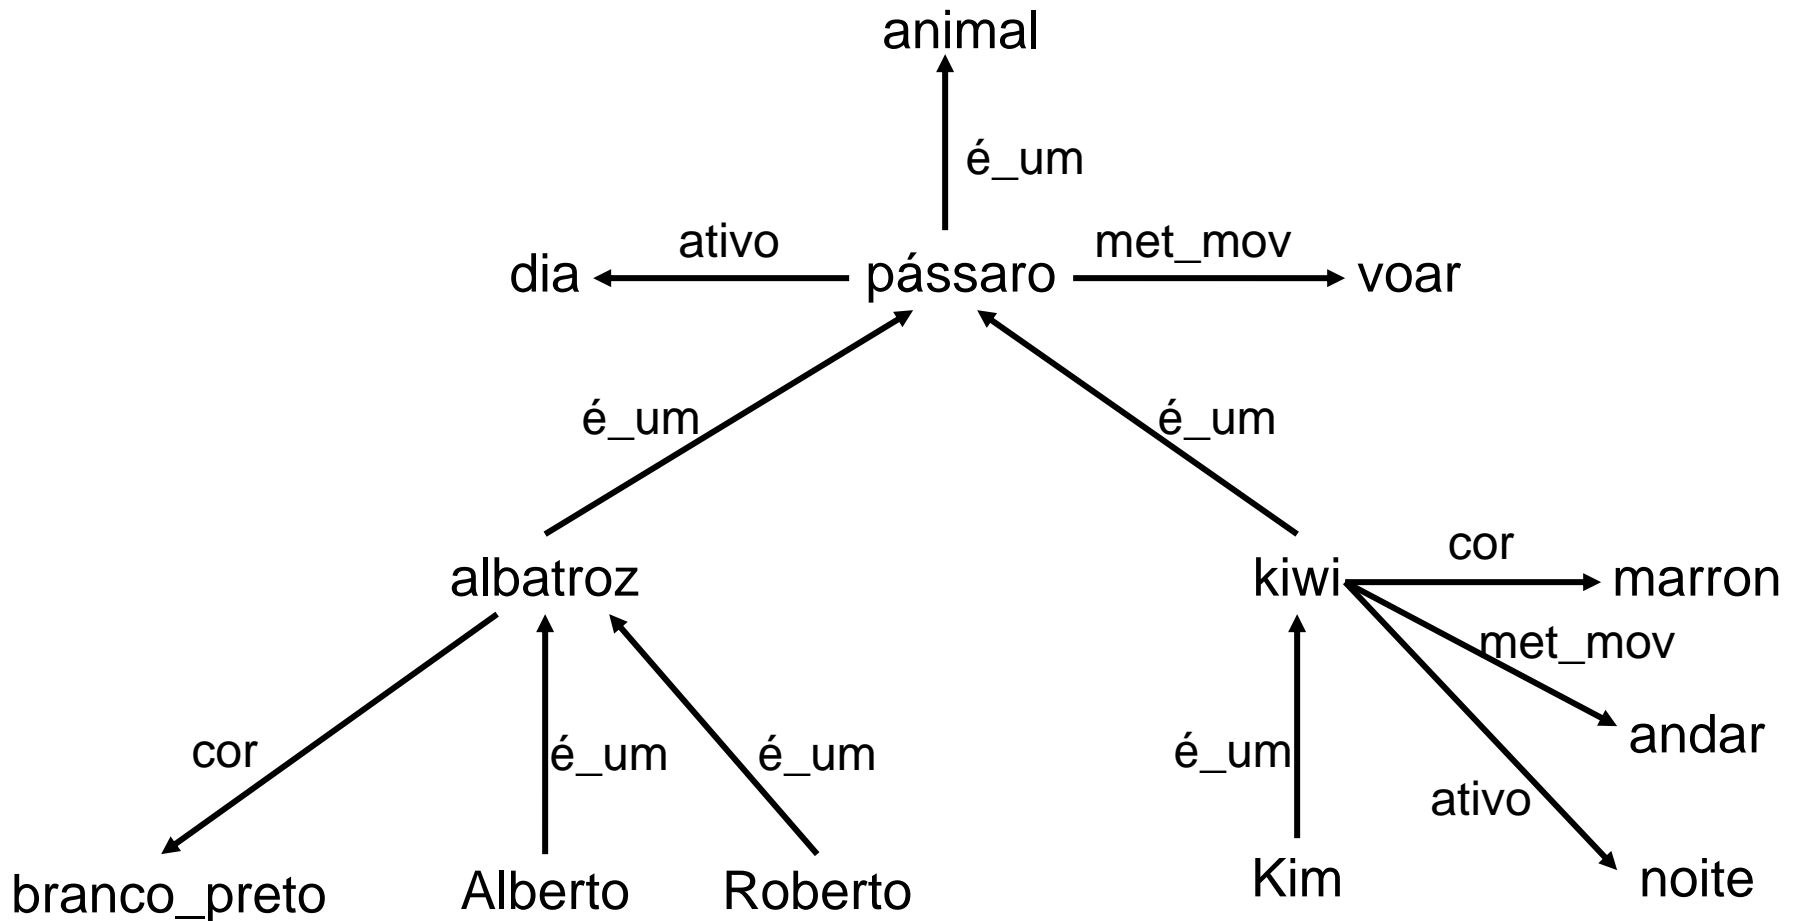 animal
é_um
ativo
met_mov
dia
pássaro
voar
é_um
é_um
albatroz
kiwi
cor
marron
met_mov
cor
é_um
é_um
é_um
andar
ativo
branco_preto
Alberto
Roberto
Kim
noite